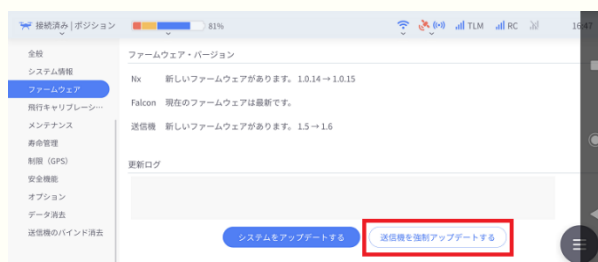 接続済み | ポジション 81% TLM RC 16:47
全般
システム情報
ファームウェア
飛行キャリブレーシ…
メンテナンス
寿命管理
制限（GPS）
安全機能
オプション
データ消去
送信機のバインド消去
ファームウェア・バージョン
Nx 新しいファームウェアがあります。 1.0.14 → 1.0.15
Falcon 現在のファームウェアは最新です。
送信機 新しいファームウェアがあります。 1.5 → 1.6
更新ログ
システムをアップデートする
送信機を強制アップデートする